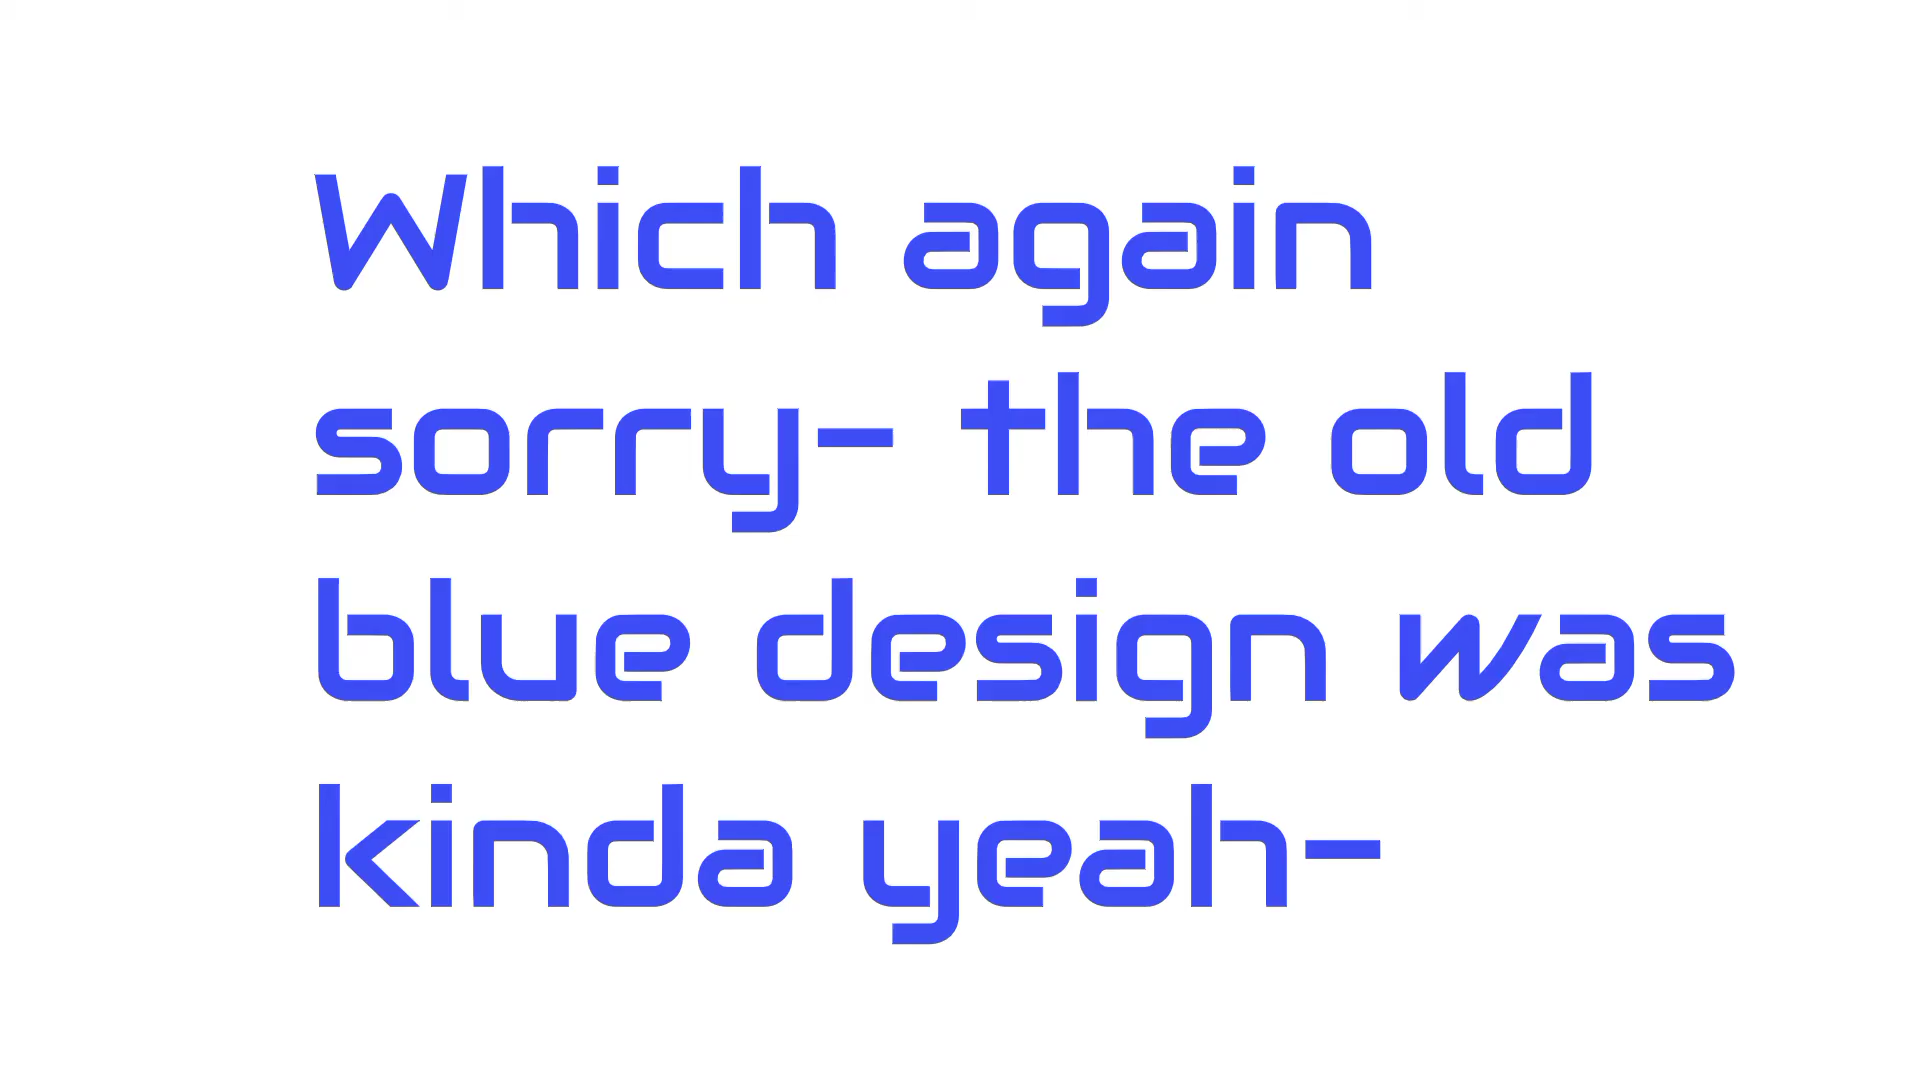 Which again
sorry- the old
blue design was
kinda yeah-